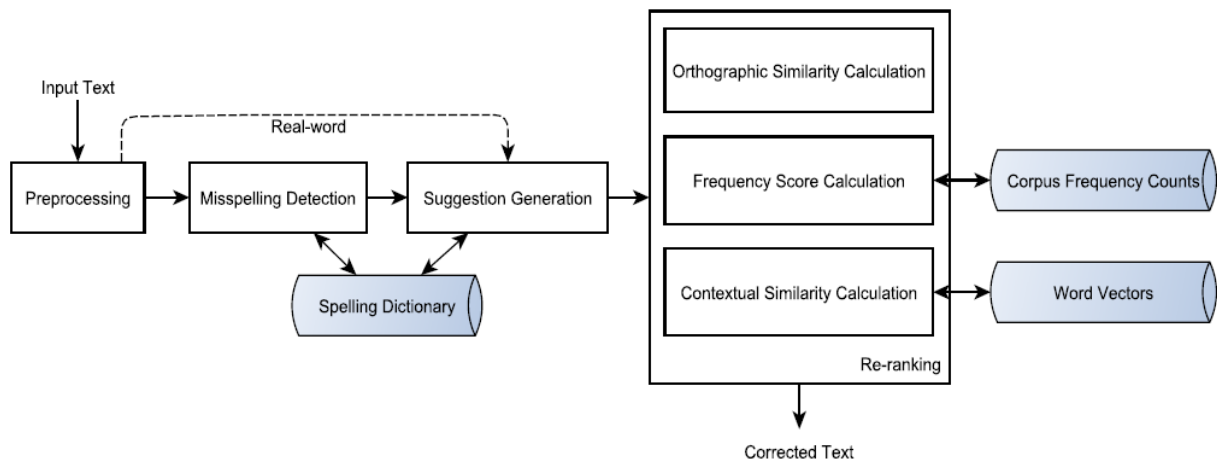 Input Text
Real-word
Preprocessing
Misspelling Detection
Suggestion Generation
Spelling Dictionary
Orthographic Similarity Calculation
Frequency Score Calculation
Contextual Similarity Calculation
Re-ranking
Corpus Frequency Counts
Word Vectors
Corrected Text